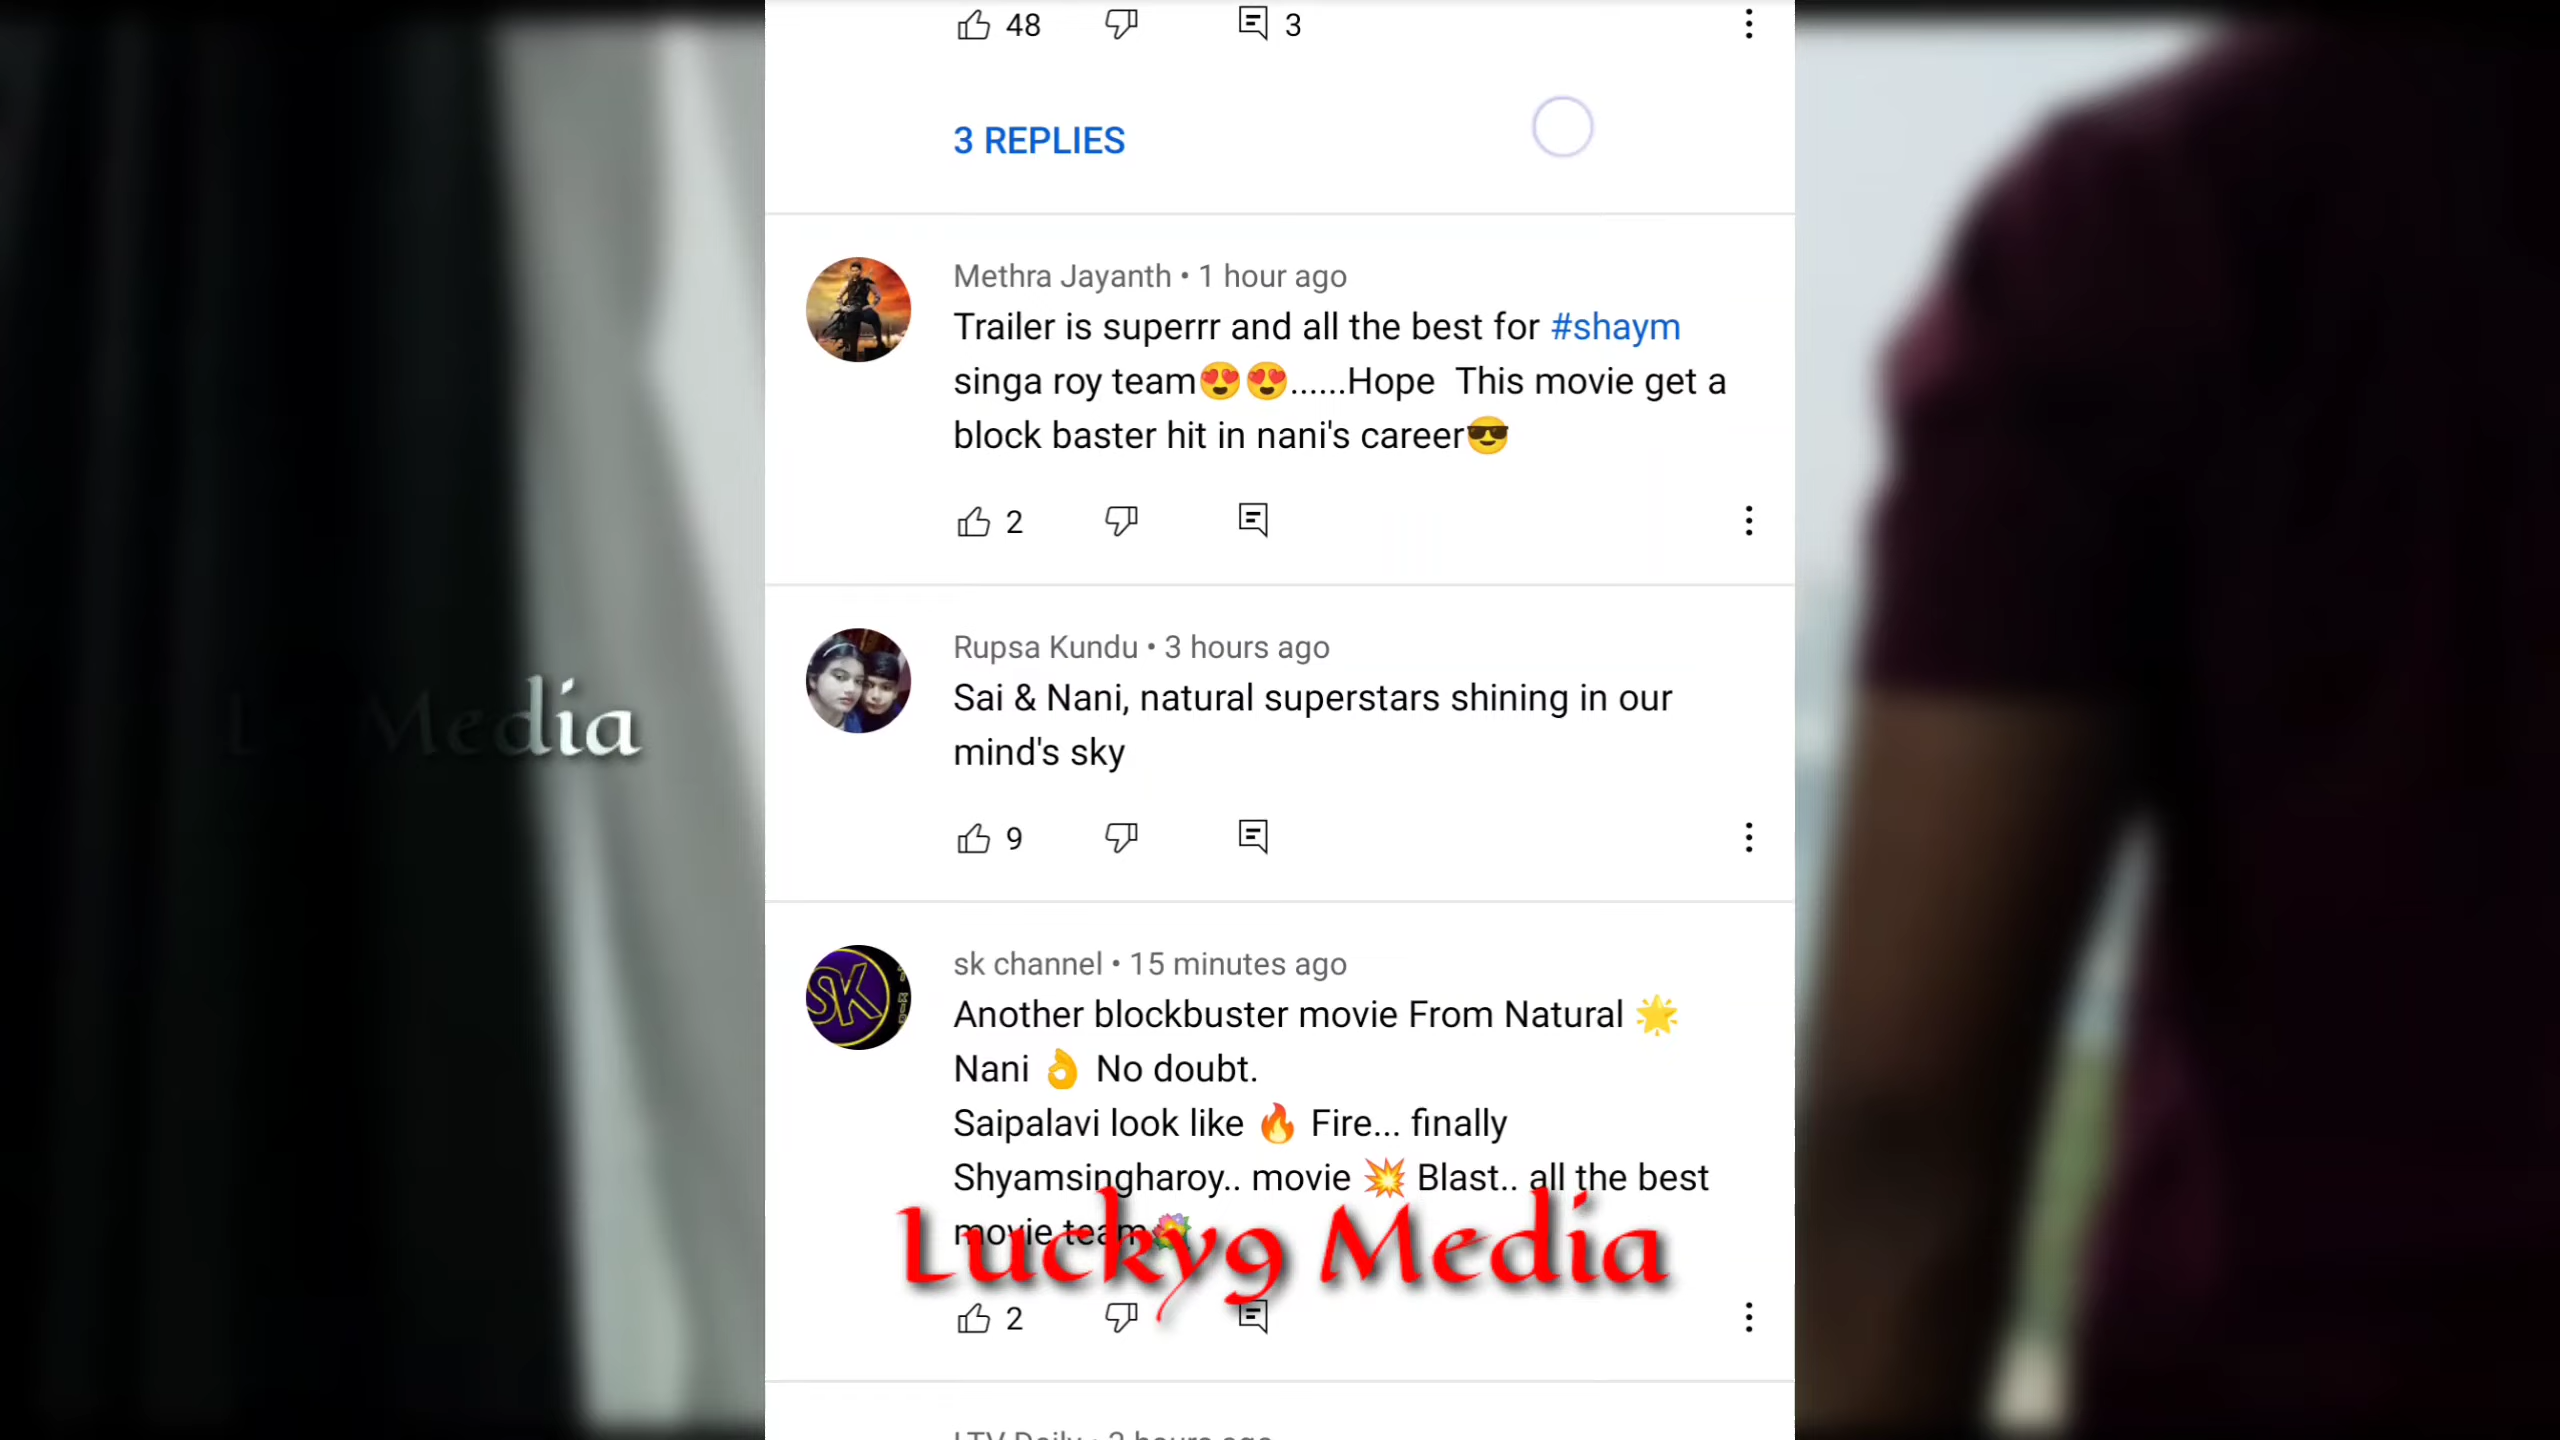 48
3
3 REPLIES
Methra Jayanth • 1 hour ago
Trailer is superrr and all the best for #shaym
singa roy team😍😍......Hope  This movie get a
block baster hit in nani's career😎
2
Rupsa Kundu • 3 hours ago
Sai & Nani, natural superstars shining in our
mind's sky
9
L Media
SK
sk channel • 15 minutes ago
Another blockbuster movie From Natural 🌟
Nani 👌 No doubt.
Saipalavi look like 🔥 Fire... finally
Shyamsingharoy.. movie 💥 Blast.. all the best
movie team💐
Lucky9 Media
2